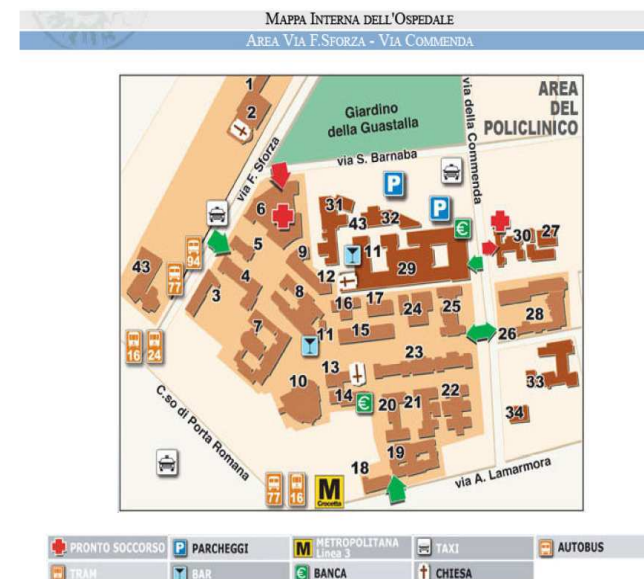 MAPPA INTERNA DELL'OSPEDALE
AREA VIA F.SFORZA - VIA COMMENDA
AREA
DEL
POLICLINICO
1
2
Giardino
della Guastalla
via della Commenda
via F. Sforza
via S. Barnaba
P
6
31
43
32
P
€
30
27
94
5
9
11
43
77
4
12
29
3
8
16
17
24
25
28
16
24
7
11
15
26
13
23
33
10
14
€
20
21
22
34
C.so di Porta Romana
19
18
via A. Lamarmora
77
16
M
Crocetta
PRONTO SOCCORSO
P PARCHEGGI
M METROPOLITANA
Linea 3
TAXI
AUTOBUS
TRAM
BAR
€ BANCA
CHIESA